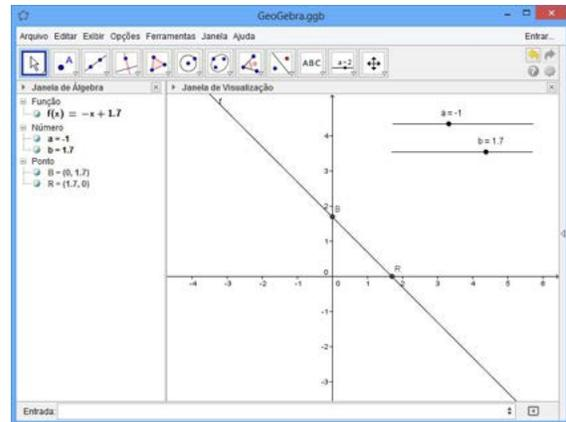 GeoGebra.ggb
Arquivo Editar Exibir Opções Ferramentas Janela Ajuda Entrar...
A ABC a=2
Janela de Álgebra
Função
f(x) = −x + 1.7
Número
a = -1
b = 1.7
Ponto
B = (0, 1.7)
R = (1.7, 0)
Janela de Visualização
f
a = -1
b = 1.7
4
3
2
B
1
0
R
-4 -3 -2 -1 0 1 2 3 4 5 6
-1
-2
-3
Entrada: